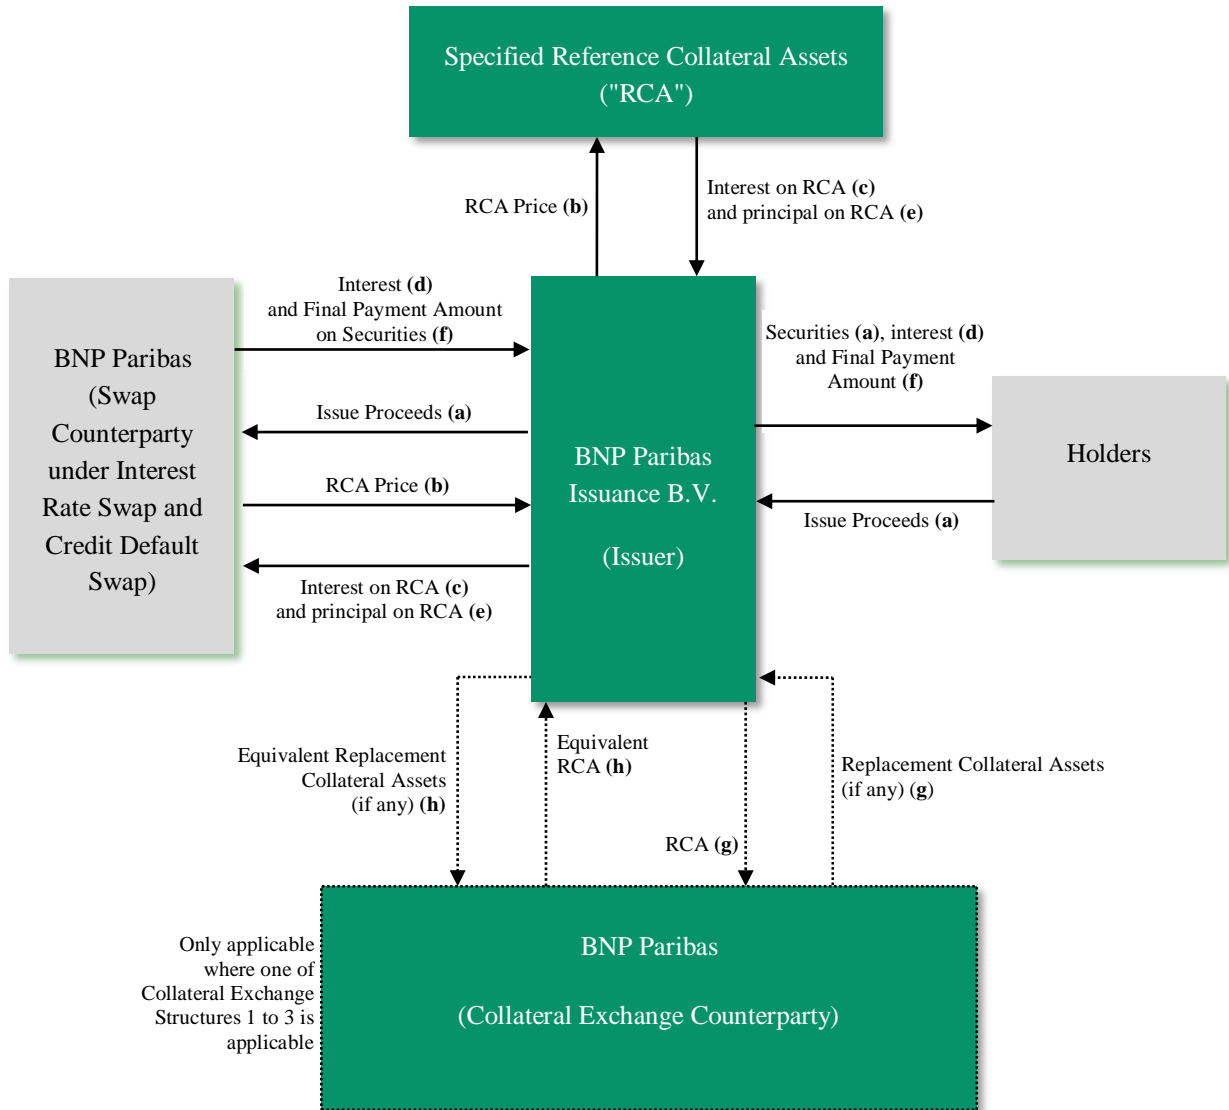 Specified Reference Collateral Assets
("RCA")
RCA Price (b)
Interest on RCA (c)
and principal on RCA (e)
Interest (d)
and Final Payment Amount
on Securities (f)
Securities (a), interest (d)
and Final Payment
Amount (f)
BNP Paribas
(Swap
Counterparty
under Interest
Rate Swap and
Credit Default
Swap)
Issue Proceeds (a)
RCA Price (b)
Interest on RCA (c)
and principal on RCA (e)
BNP Paribas
Issuance B.V.
(Issuer)
Holders
Issue Proceeds (a)
Equivalent Replacement
Collateral Assets
(if any) (h)
Equivalent
RCA (h)
RCA (g)
Replacement Collateral Assets
(if any) (g)
Only applicable
where one of
Collateral Exchange
Structures 1 to 3 is
applicable
BNP Paribas
(Collateral Exchange Counterparty)